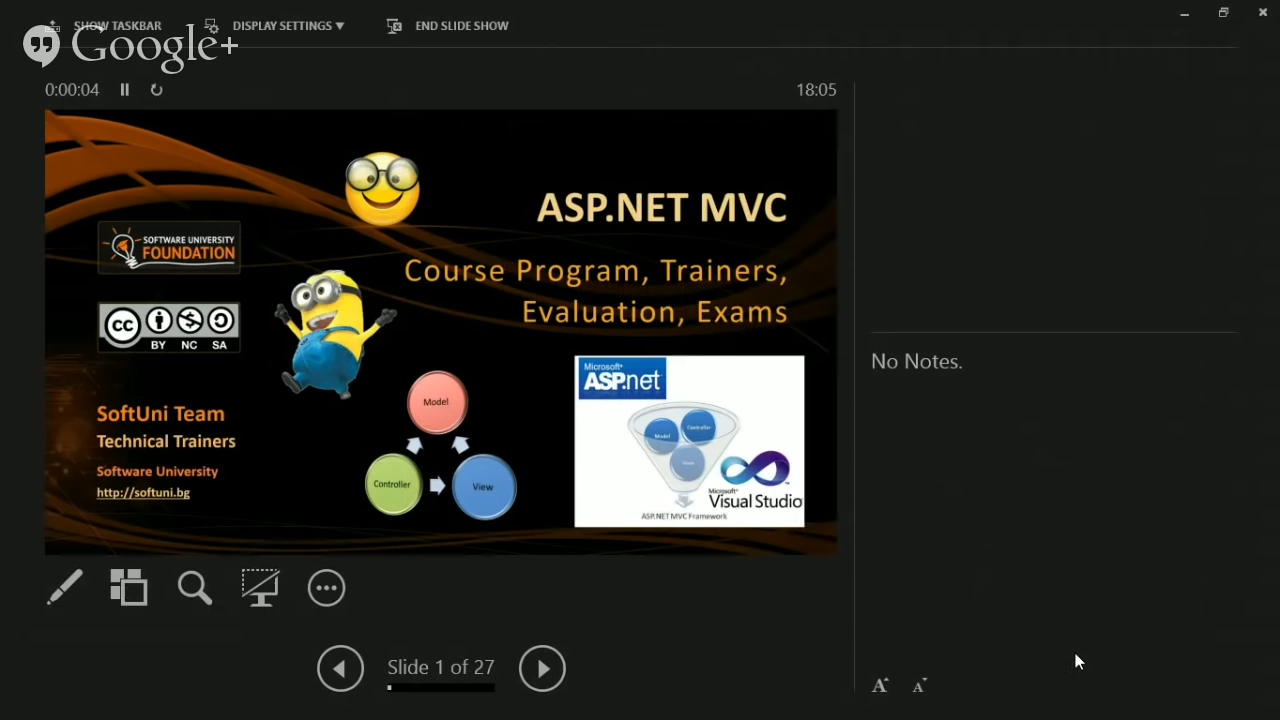 SHOW TASKBAR
DISPLAY SETTINGS
END SLIDE SHOW
Google+
0:00:04
18:05
ASP.NET MVC
Course Program, Trainers,
Evaluation, Exams
SOFTWARE UNIVERSITY
FOUNDATION
CC
BY NC SA
SoftUni Team
Technical Trainers
Software University
http://softuni.bg
Model
Controller
View
Microsoft
ASP.net
Model
Controller
View
Microsoft
Visual Studio
ASP.NET MVC Framework
No Notes.
Slide 1 of 27
A
A